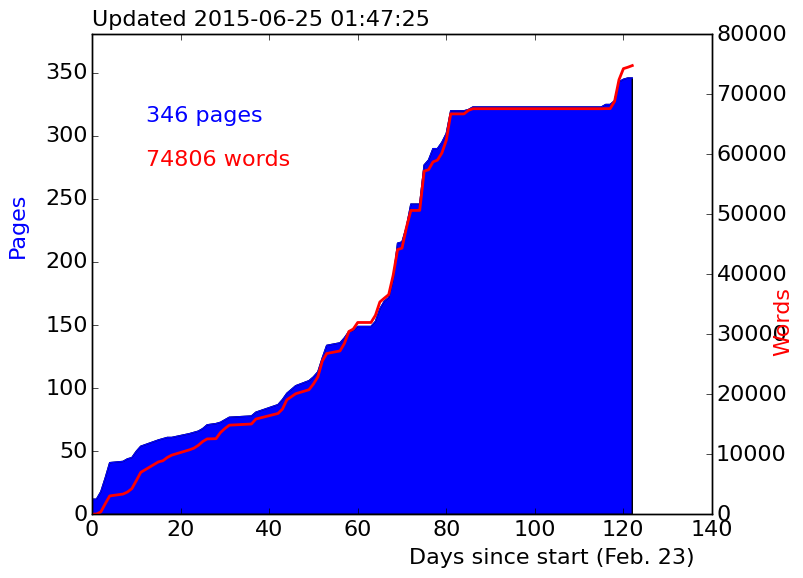 Updated 2015-06-25 01:47:25
346 pages
74806 words
Pages
Words
350
300
250
200
150
100
50
0
80000
70000
60000
50000
40000
30000
20000
10000
0
0 20 40 60 80 100 120 140
Days since start (Feb. 23)